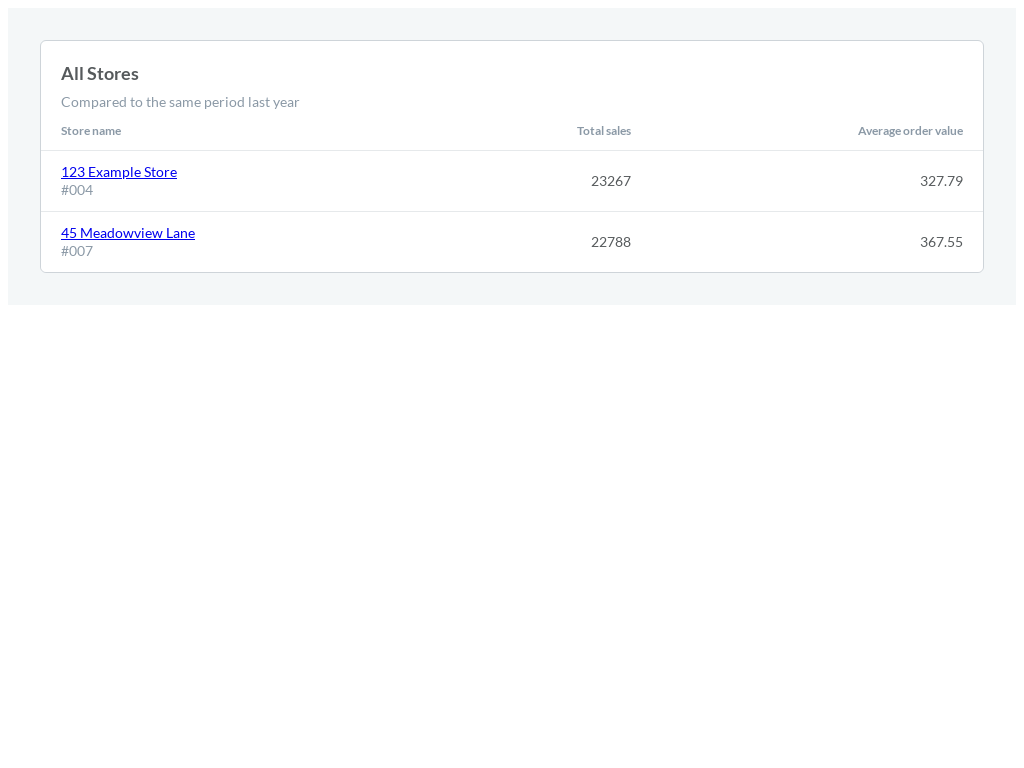 All Stores
Compared to the same period last year
Store name Total sales Average order value
123 Example Store
#004
23267 327.79
45 Meadowview Lane
#007
22788 367.55